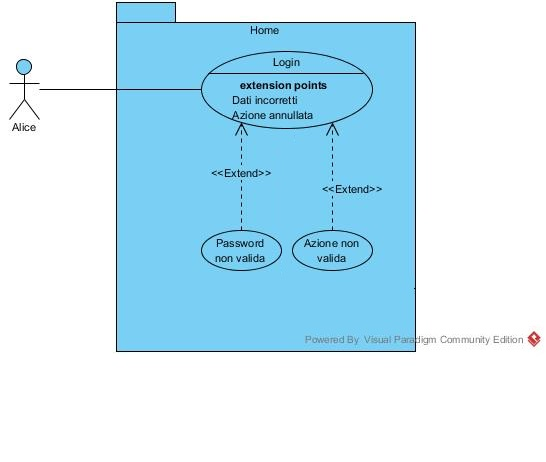 Home
Login
extension points
Dati incorretti
Azione annullata
Alice
<<Extend>>
<<Extend>>
Password
non valida
Azione non
valida
Powered By Visual Paradigm Community Edition